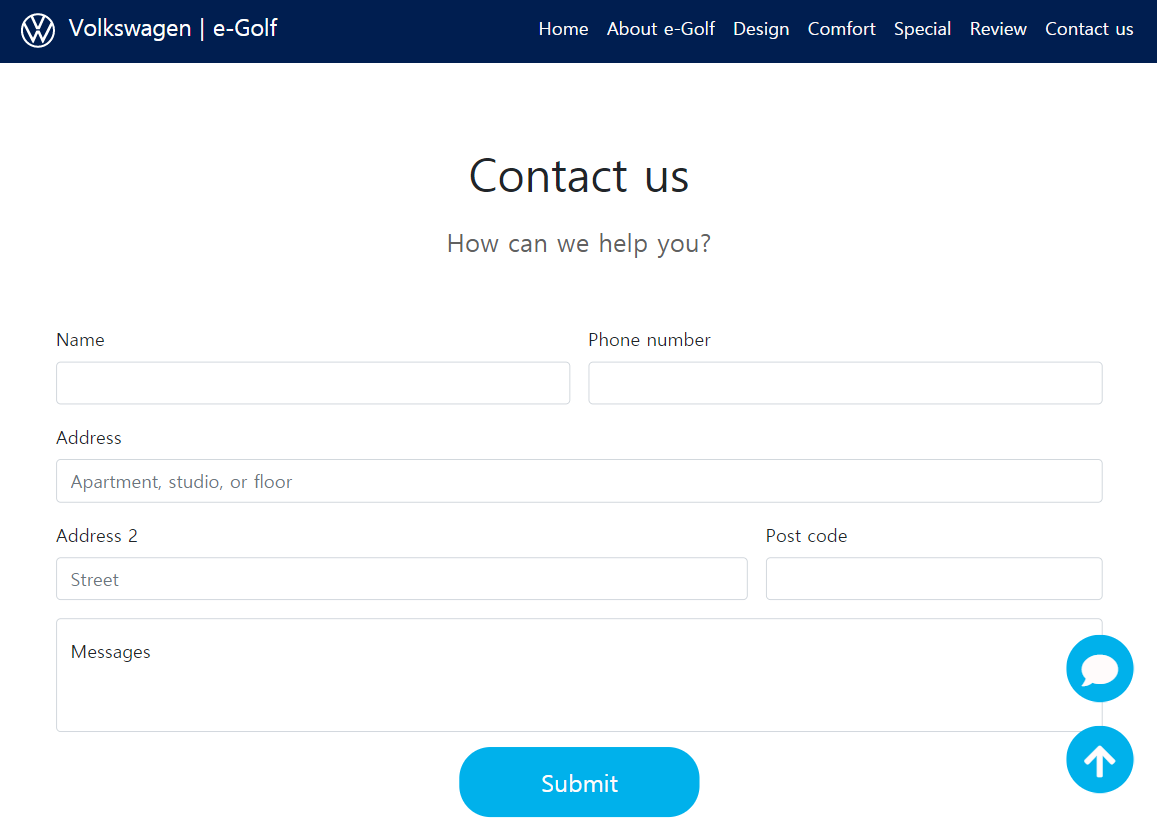 Volkswagen | e-Golf Home About e-Golf Design Comfort Special Review Contact us
Contact us
How can we help you?
Name Phone number
Address
Apartment, studio, or floor
Address 2 Post code
Street
Messages
Submit